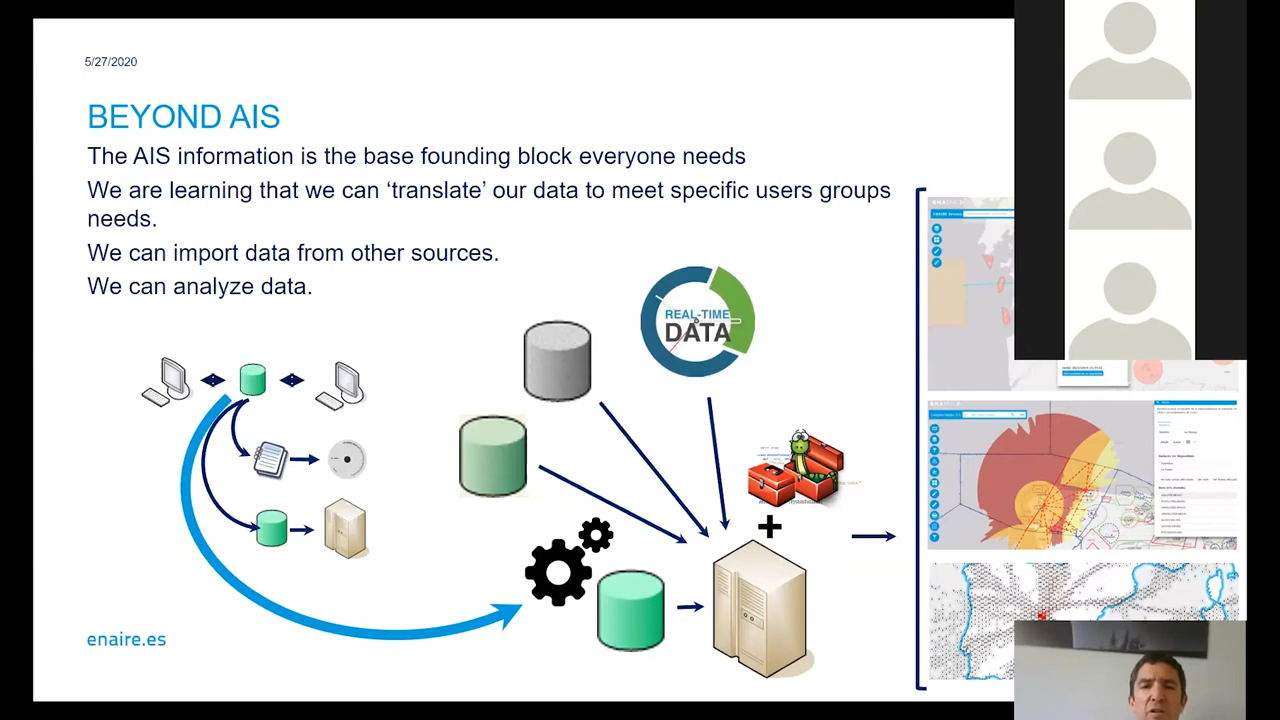 5/27/2020
BEYOND AIS
The AIS information is the base founding block everyone needs
We are learning that we can ‘translate’ our data to meet specific users groups
needs.
We can import data from other sources.
We can analyze data.
REAL-TIME
DATA
enaire.es